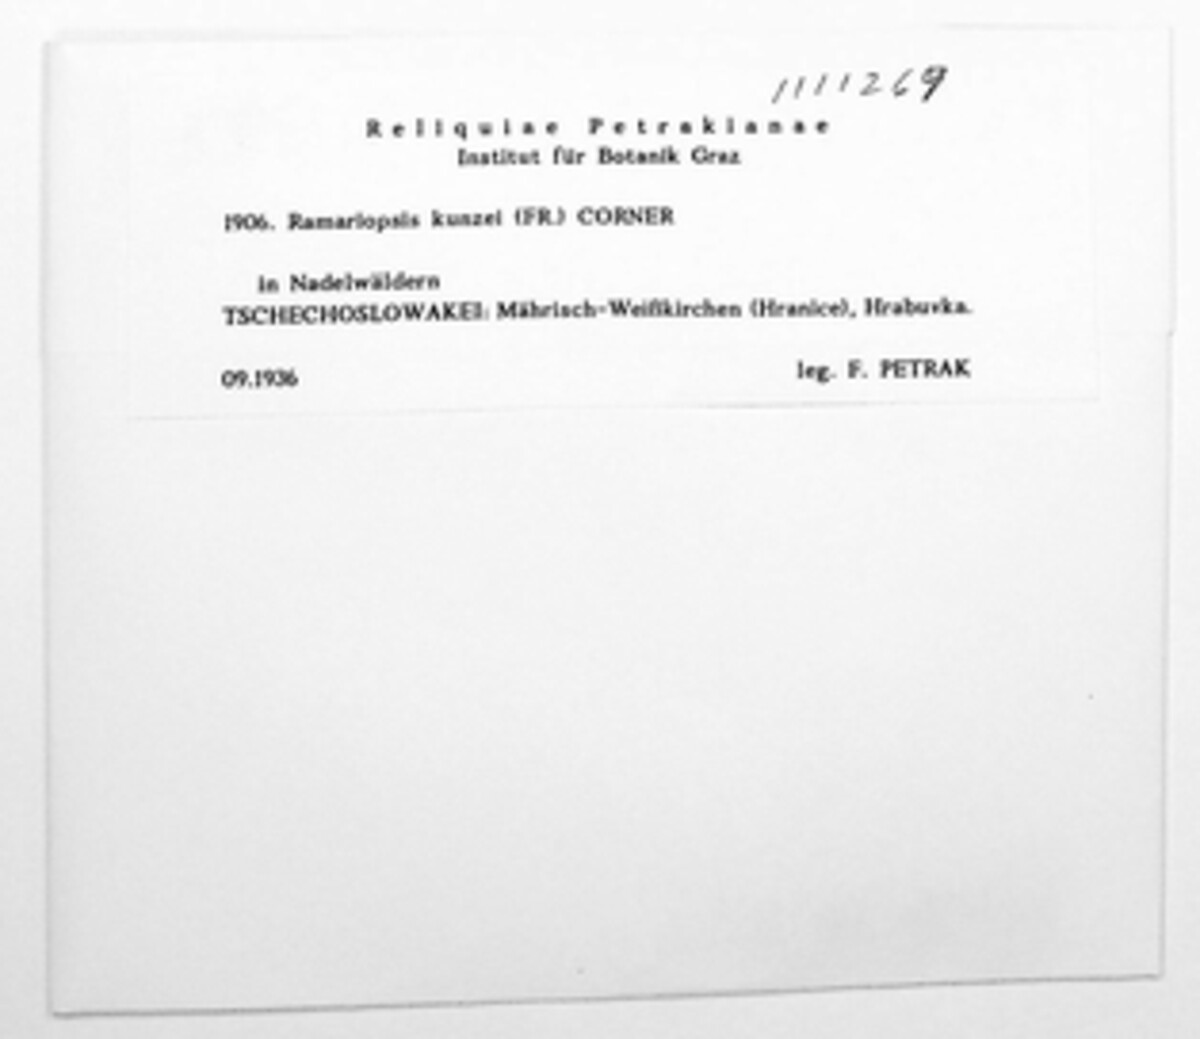 1111269
Reliquiae Petrakianae
Institut für Botanik Graz
1906. Ramariopsis kunzei (FR.) CORNER
in Nadelwäldern
TSCHECHOSLOWAKEI: Mährisch-Weißkirchen (Hranice), Hrabuvka.
09.1936
leg. F. PETRAK